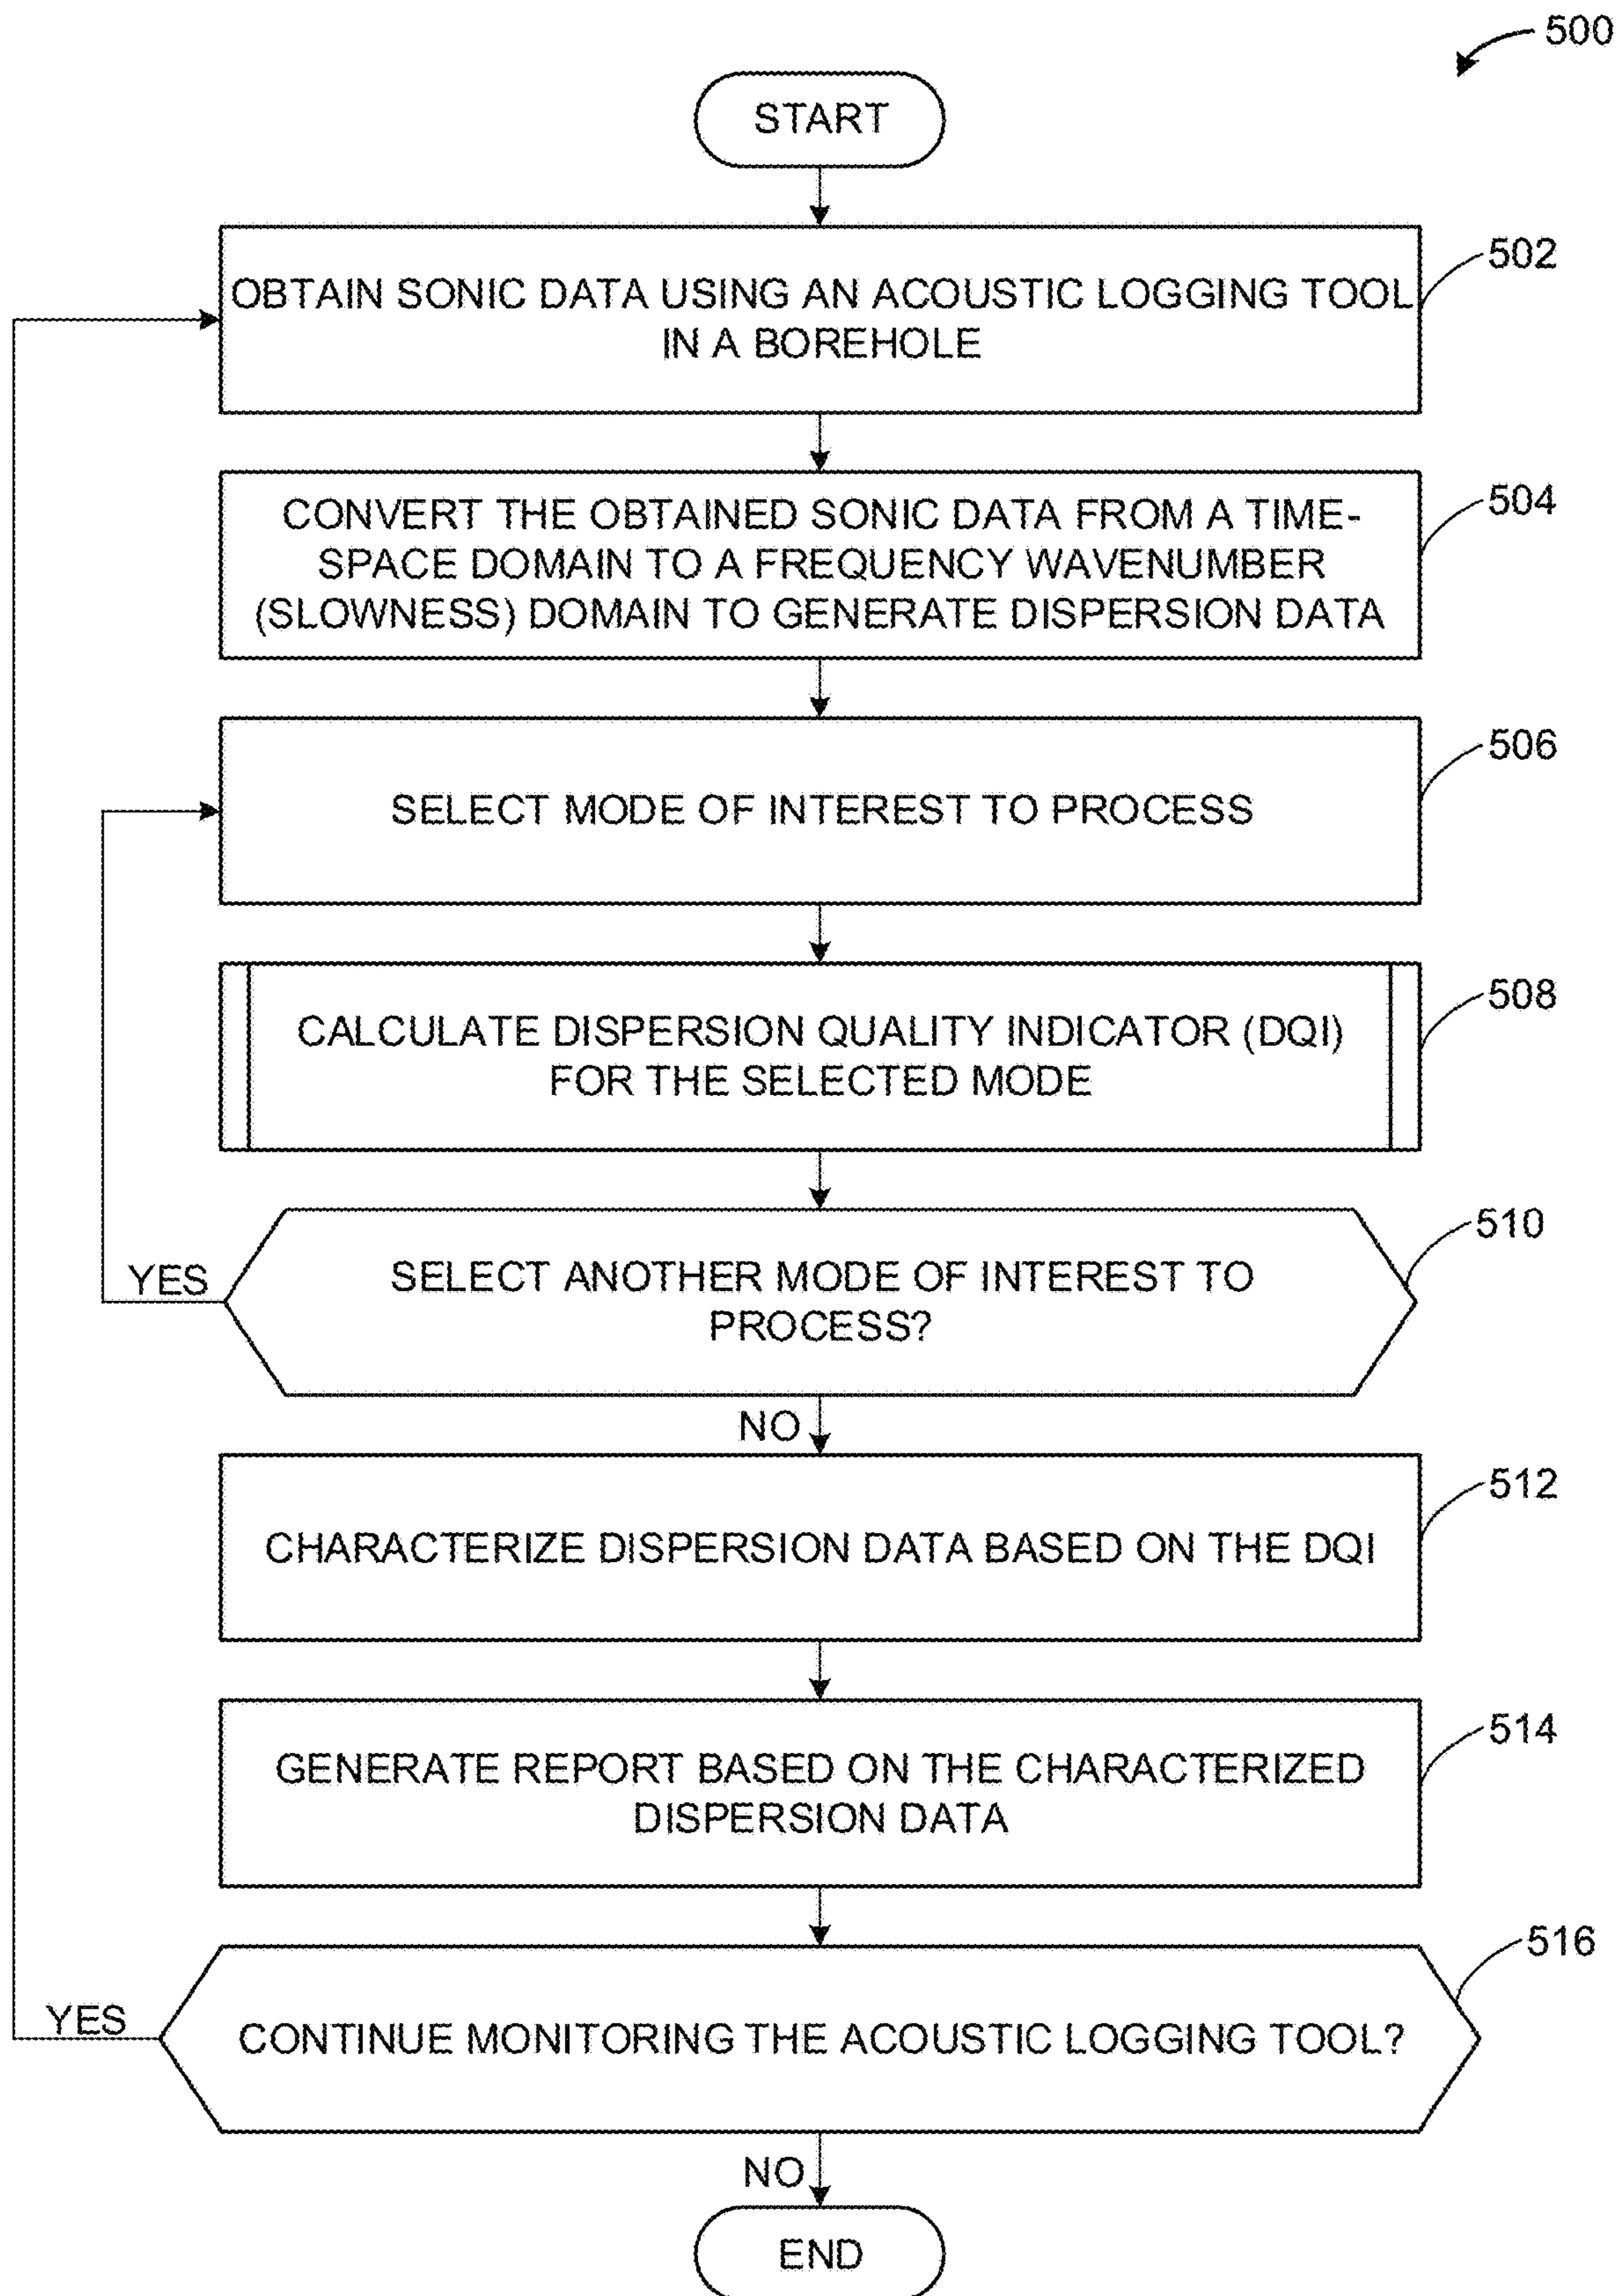 500
START
502
OBTAIN SONIC DATA USING AN ACOUSTIC LOGGING TOOL
IN A BOREHOLE
504
CONVERT THE OBTAINED SONIC DATA FROM A TIME-
SPACE DOMAIN TO A FREQUENCY WAVENUMBER
(SLOWNESS) DOMAIN TO GENERATE DISPERSION DATA
506
SELECT MODE OF INTEREST TO PROCESS
508
CALCULATE DISPERSION QUALITY INDICATOR (DQI)
FOR THE SELECTED MODE
510
SELECT ANOTHER MODE OF INTEREST TO
PROCESS?
YES
NO
512
CHARACTERIZE DISPERSION DATA BASED ON THE DQI
514
GENERATE REPORT BASED ON THE CHARACTERIZED
DISPERSION DATA
516
CONTINUE MONITORING THE ACOUSTIC LOGGING TOOL?
YES
NO
END